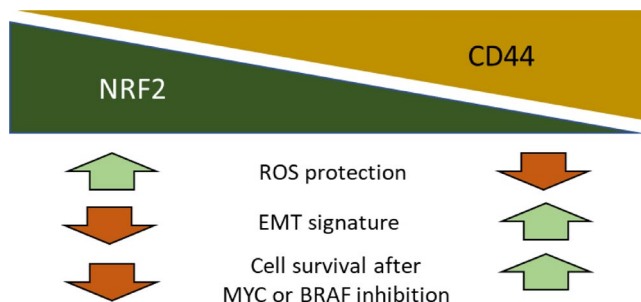 CD44
NRF2
ROS protection
EMT signature
Cell survival after
MYC or BRAF inhibition